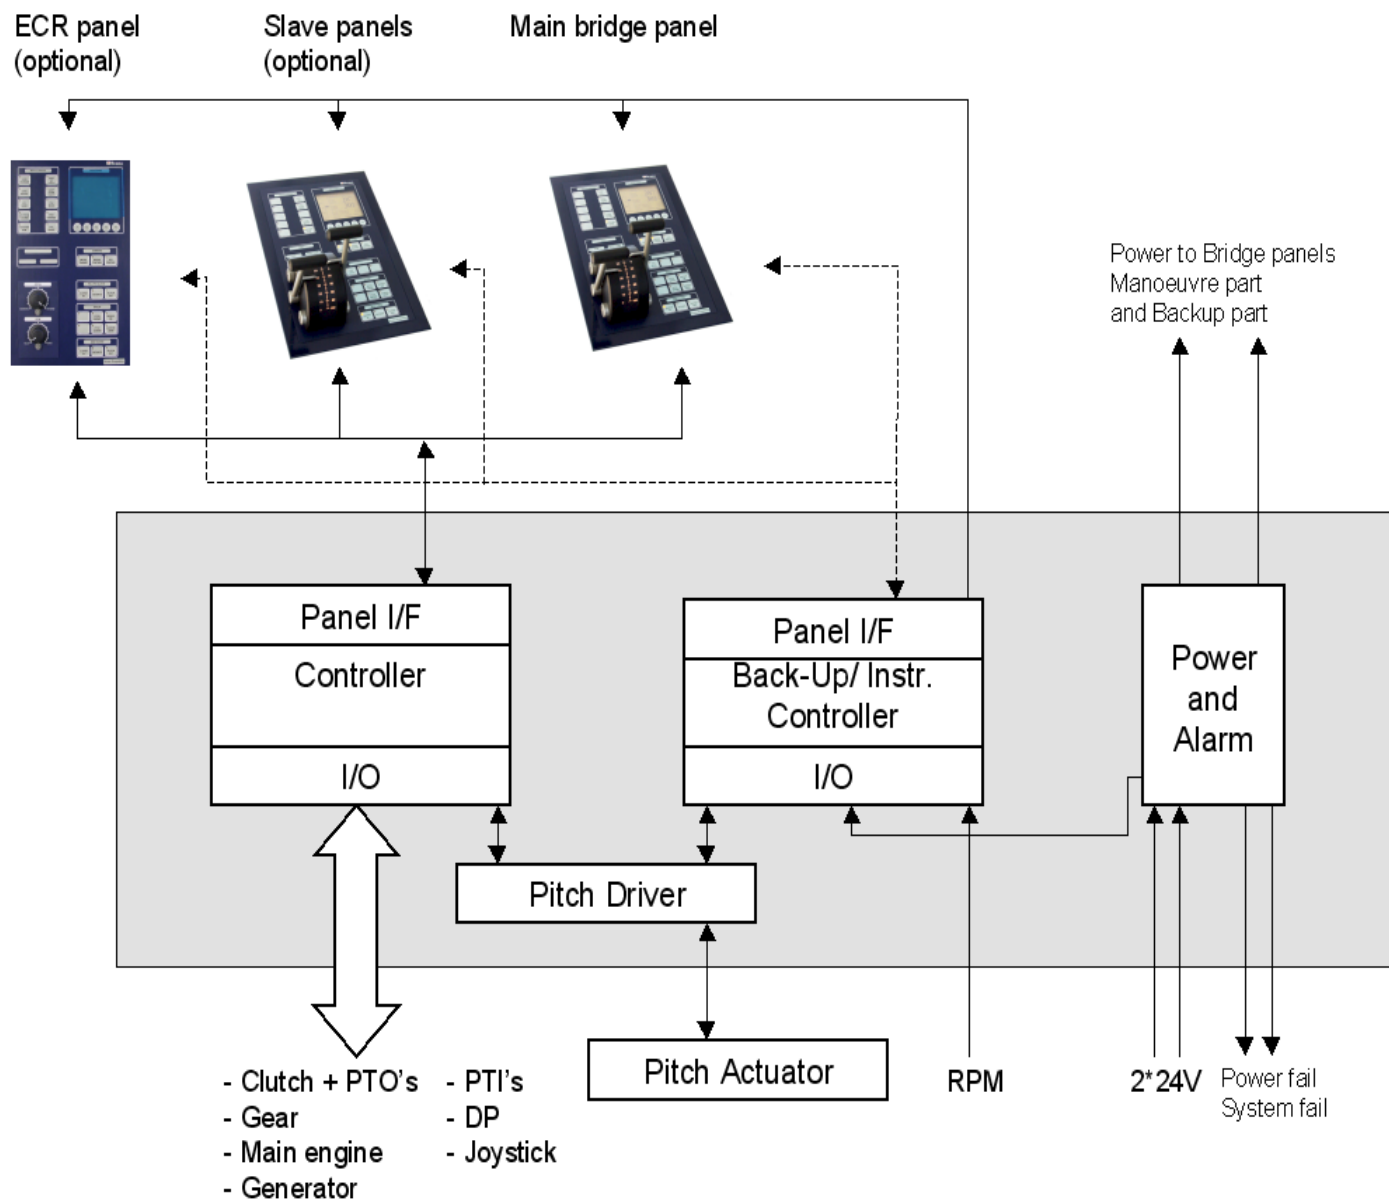 ECR panel
(optional)
Slave panels
(optional)
Main bridge panel
Power to Bridge panels
Manoeuvre part
and Backup part
Panel I/F
Controller
I/O
Panel I/F
Back-Up/ Instr.
Controller
I/O
Power
and
Alarm
Pitch Driver
Pitch Actuator
RPM
2*24V
Power fail
System fail
- Clutch + PTO's
- Gear
- Main engine
- Generator
- PTI's
- DP
- Joystick